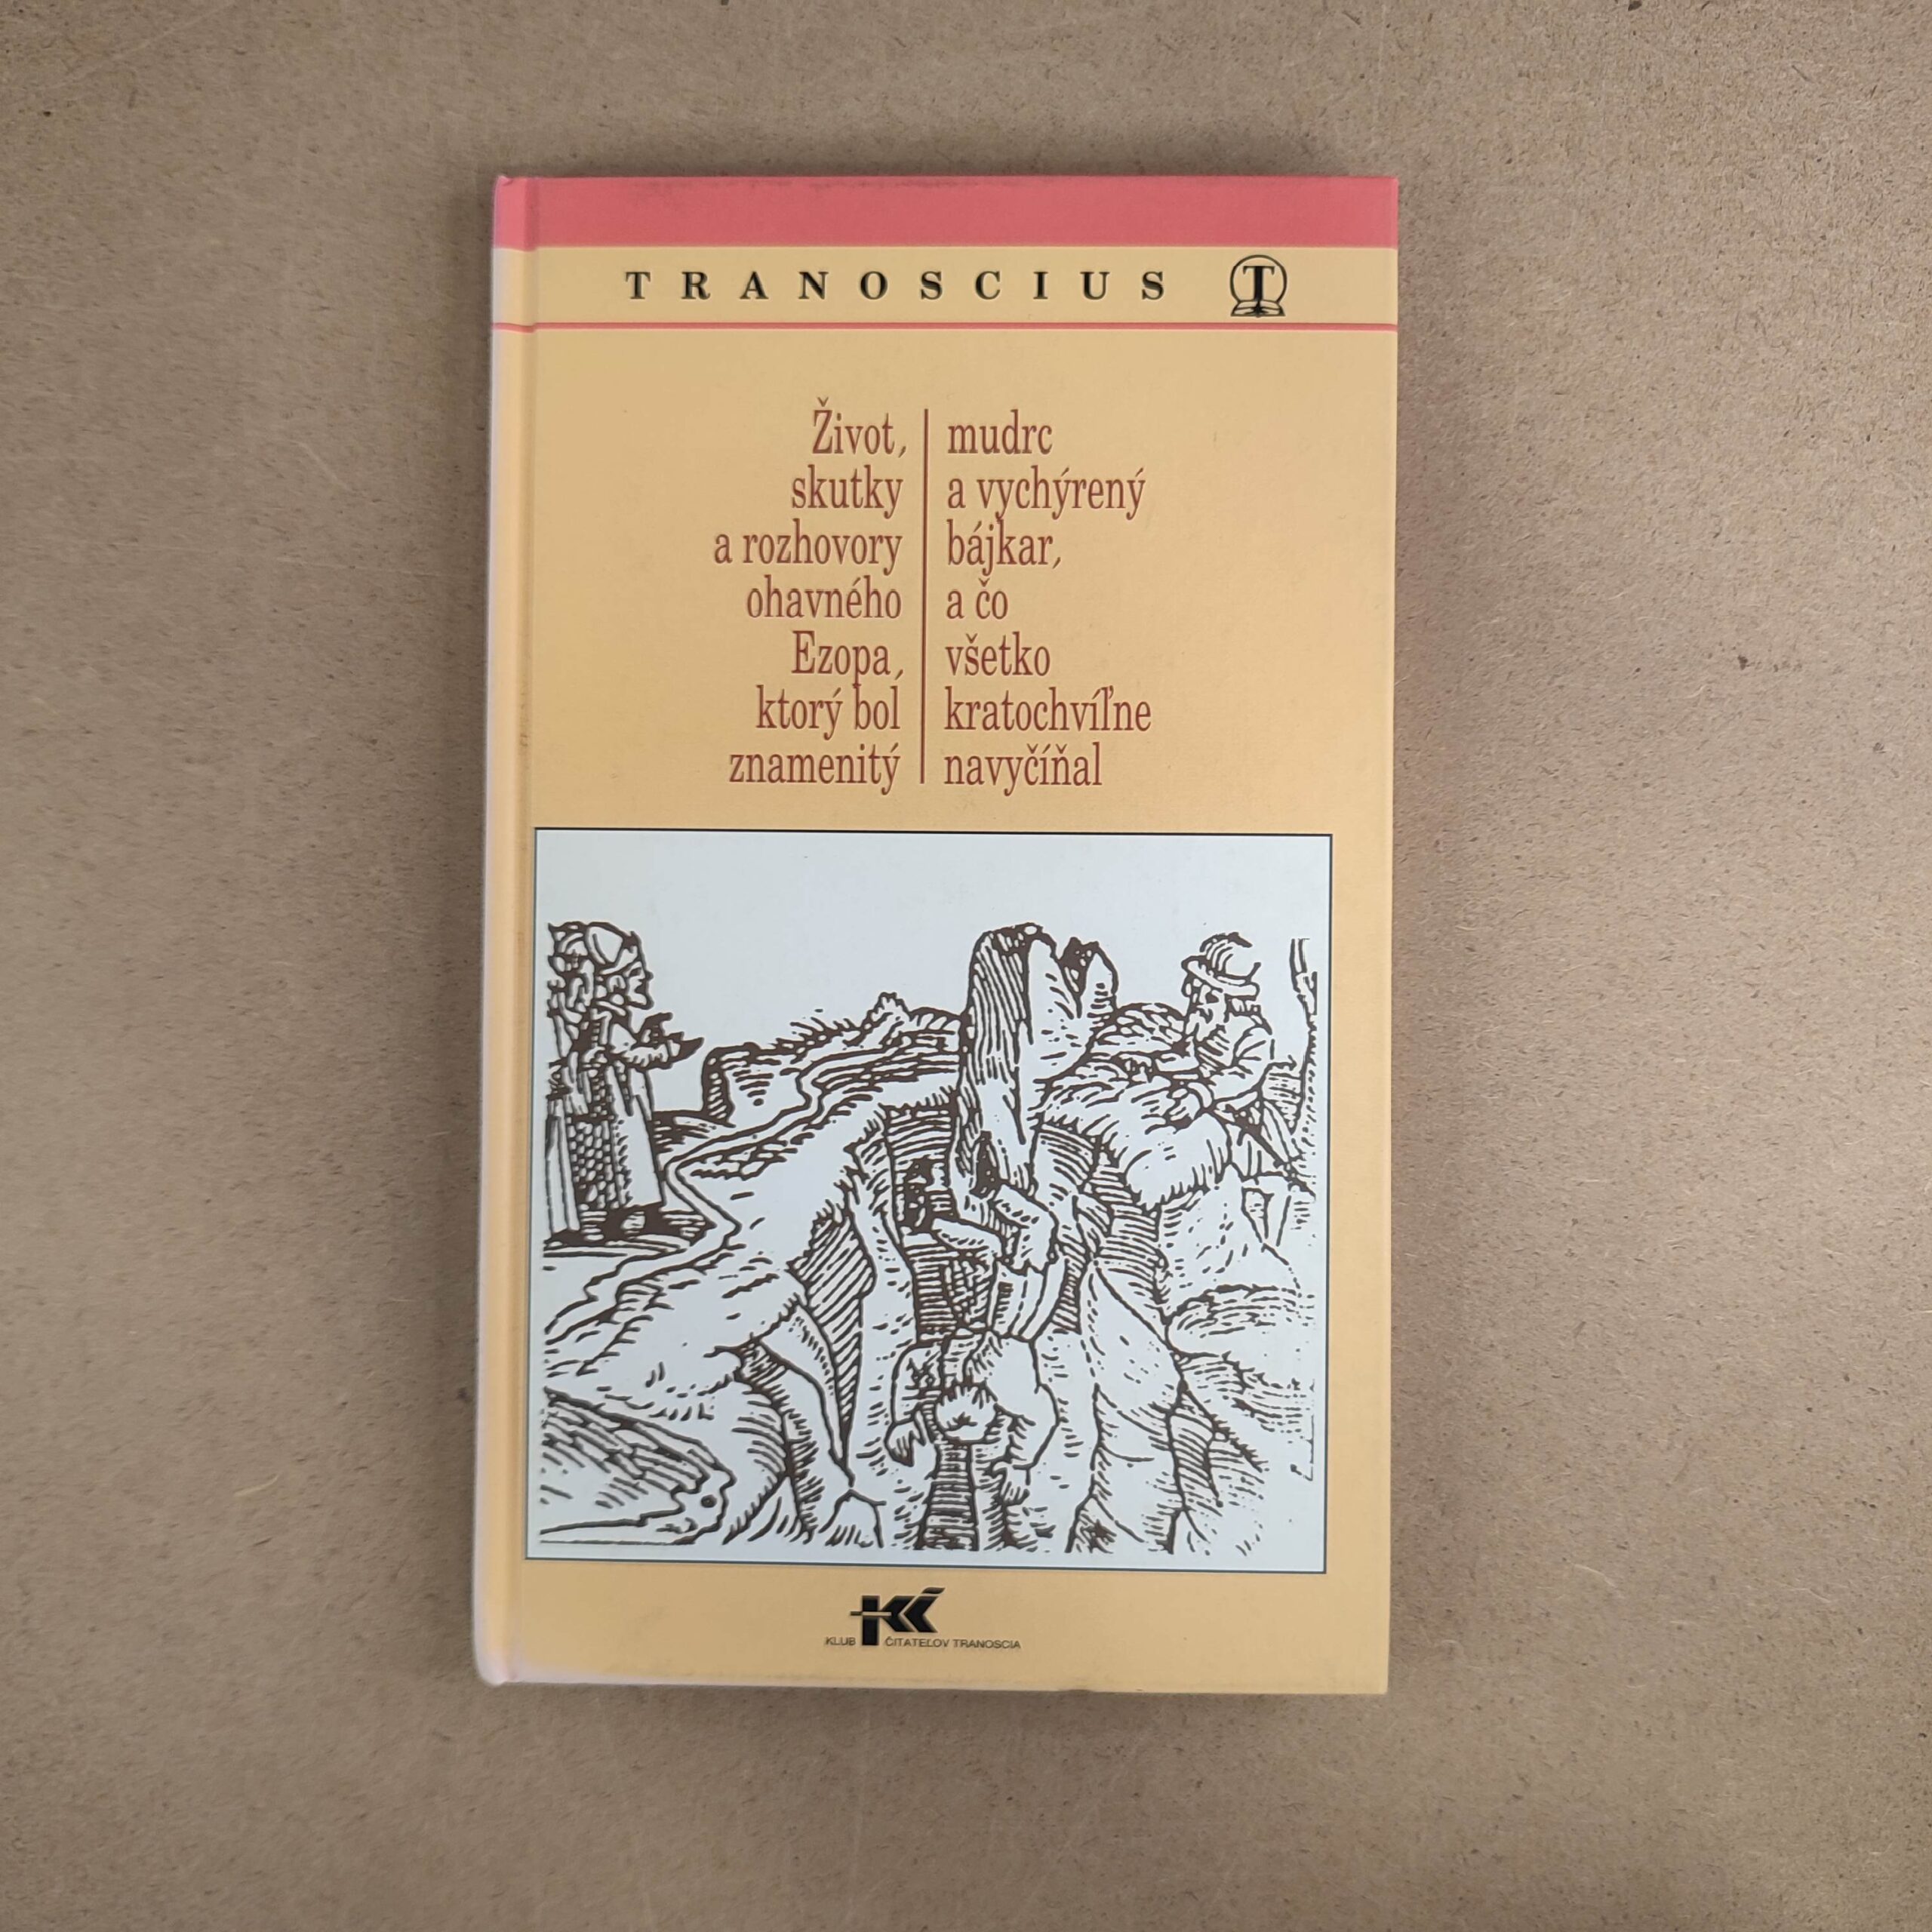 TRANOSCIUS T
Život,
skutky
a rozhovory
ohavného
Ezopa,
ktorý bol
znamenitý
mudrc
a vychýrený
bájkar,
a čo
všetko
kratochvíľne
navyčíňal
KČ
KLUB ČITATEĽOV TRANOSCIA